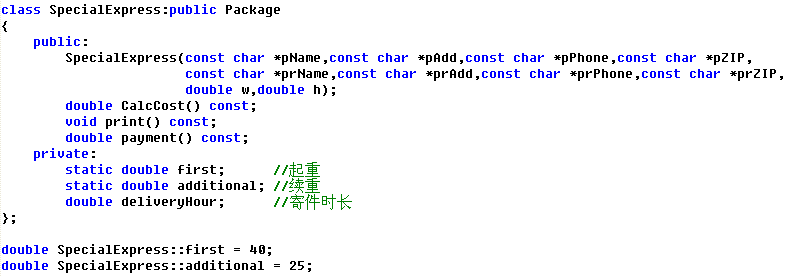 class SpecialExpress:public Package
{
    public:
        SpecialExpress(const char *pName,const char *pAdd,const char *pPhone,const char *pZIP,
                       const char *prName,const char *prAdd,const char *prPhone,const char *prZIP,
                       double w,double h);
        double CalcCost() const;
        void print() const;
        double payment() const;
    private:
        static double first;      //起重
        static double additional; //续重
        double deliveryHour;      //寄件时长
};

double SpecialExpress::first = 40;
double SpecialExpress::additional = 25;